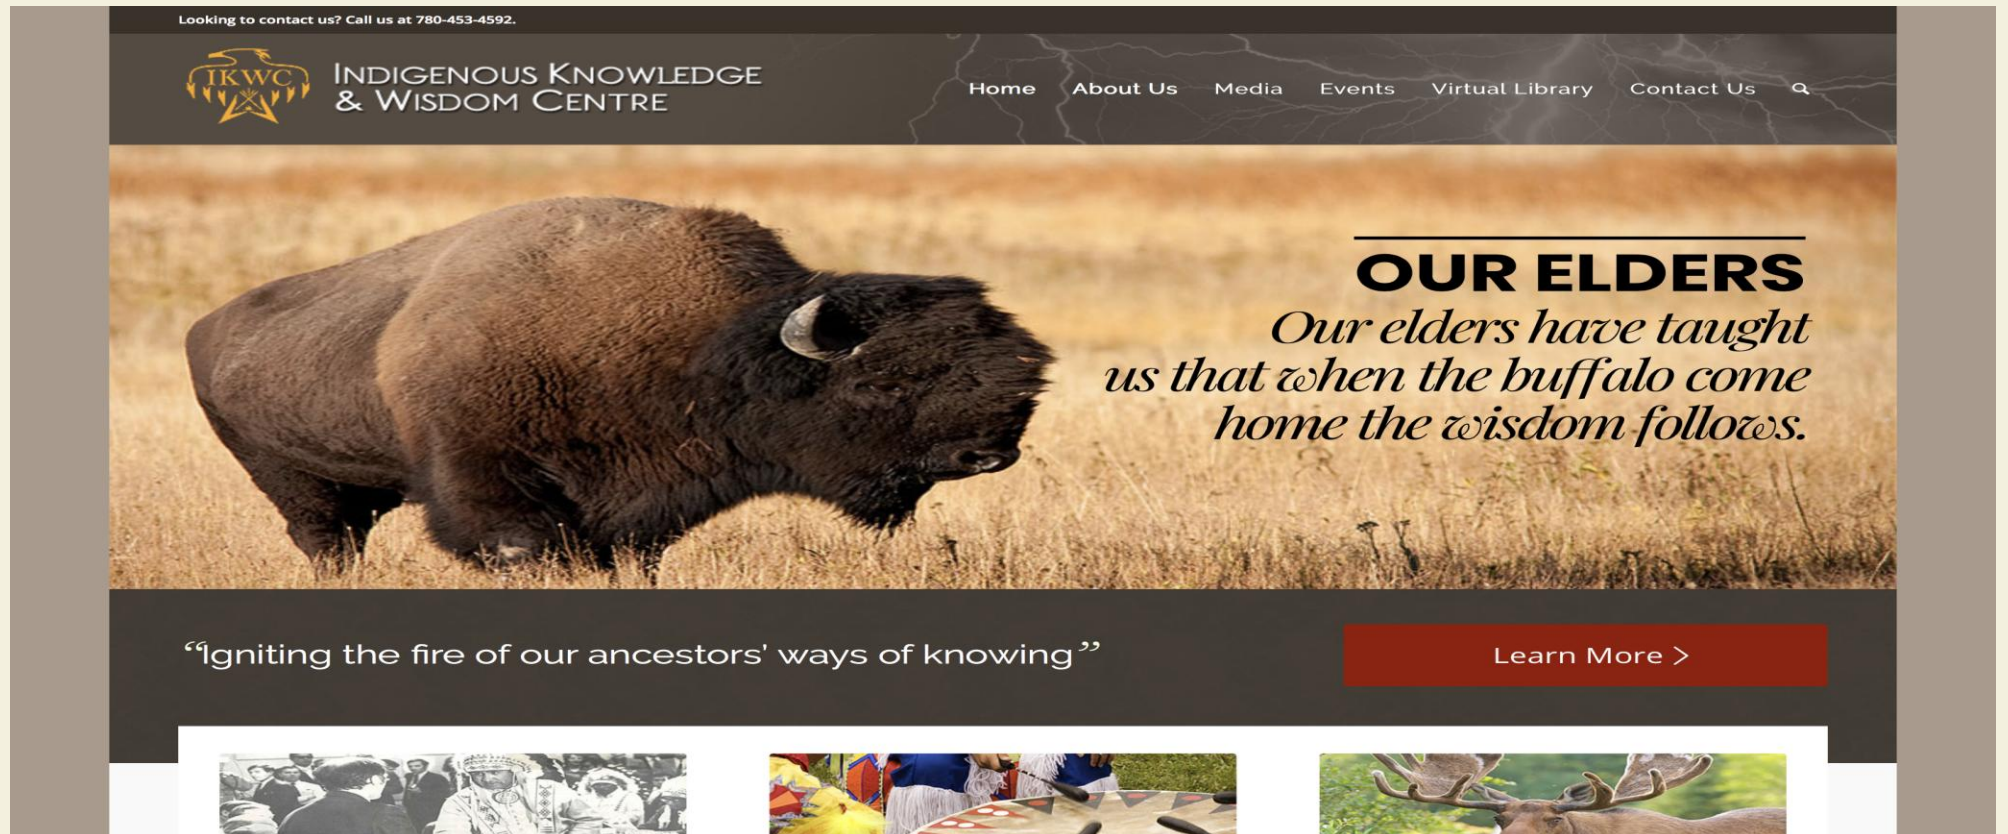 Looking to contact us? Call us at 780-453-4592.
IKWC
INDIGENOUS KNOWLEDGE
& WISDOM CENTRE
Home About Us Media Events Virtual Library Contact Us
OUR ELDERS
Our elders have taught
us that when the buffalo come
home the wisdom follows.
“Igniting the fire of our ancestors' ways of knowing”
Learn More >